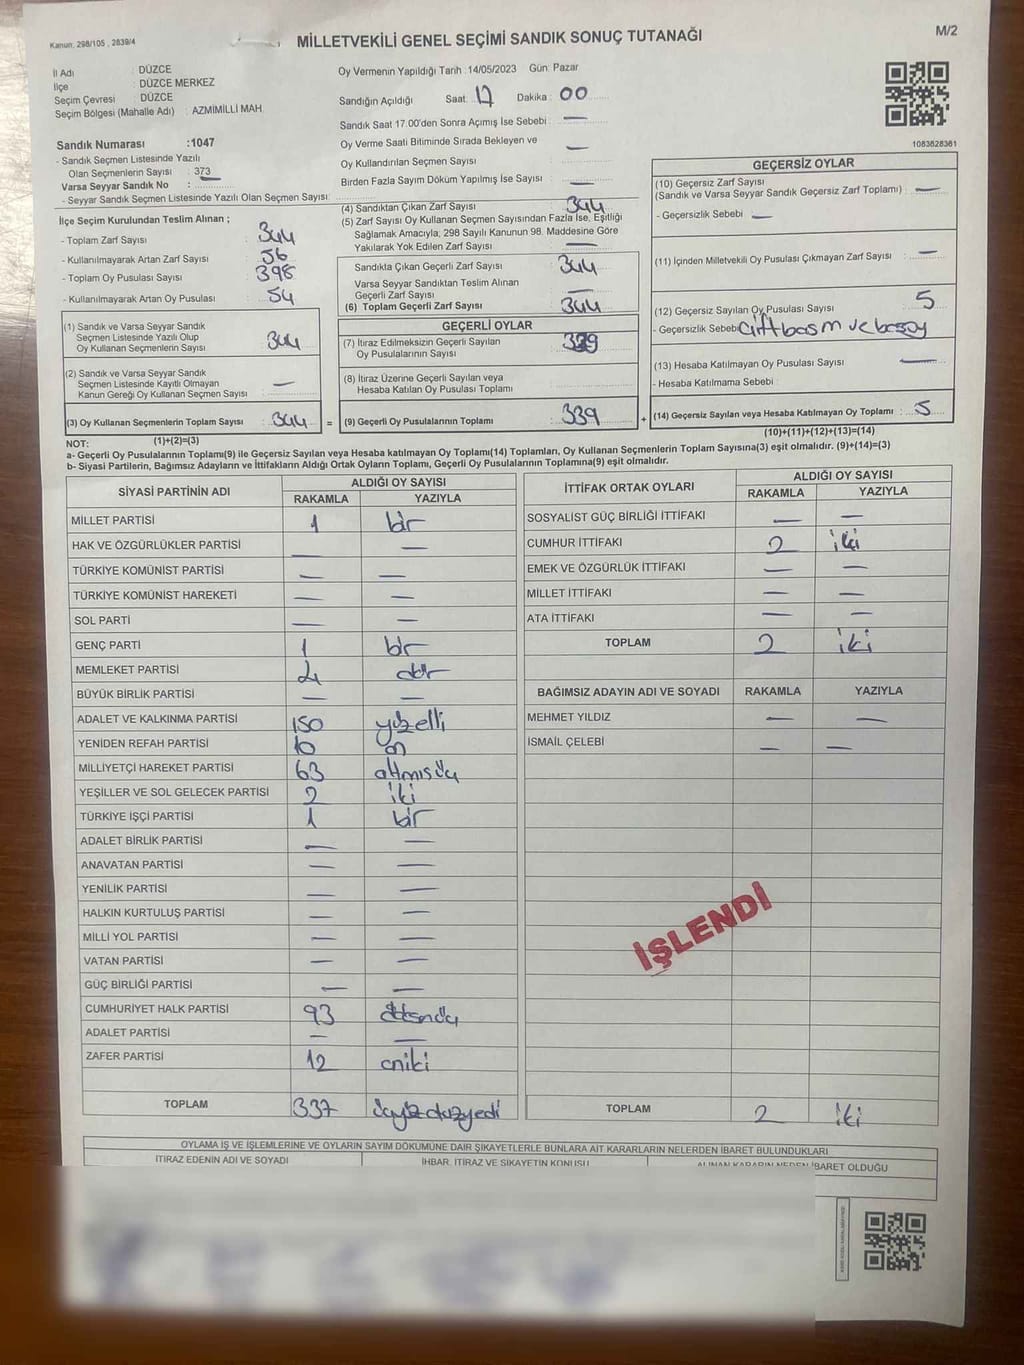 Kanun. 298/105 , 2839/4
MİLLETVEKİLİ GENEL SEÇİMİ SANDIK SONUÇ TUTANAĞI
M/2
İl Adı : DÜZCE
İlçe : DÜZCE MERKEZ
Seçim Çevresi : DÜZCE
Seçim Bölgesi (Mahalle Adı) : AZMİMİLLİ MAH.
Oy Vermenin Yapıldığı Tarih :14/05/2023 Gün: Pazar
Sandığın Açıldığı Saat: 17 Dakika : 00
Sandık Saat 17.00'den Sonra Açımış İse Sebebi : —
Oy Verme Saati Bitiminde Sırada Bekleyen ve
Oy Kullandırılan Seçmen Sayısı : —
Birden Fazla Sayım Döküm Yapılmış İse Sayısı : —
1083628361
Sandık Numarası :1047
- Sandık Seçmen Listesinde Yazılı
Olan Seçmenlerin Sayısı : 373
Varsa Seyyar Sandık No :
- Seyyar Sandık Seçmen Listesinde Yazılı Olan Seçmen Sayısı:
İlçe Seçim Kurulundan Teslim Alınan ;
- Toplam Zarf Sayısı : 344
- Kullanılmayarak Artan Zarf Sayısı : 56
- Toplam Oy Pusulası Sayısı : 398
- Kullanılmayarak Artan Oy Pusulası : 54
(4) Sandıktan Çıkan Zarf Sayısı : 344
(5) Zarf Sayısı Oy Kullanan Seçmen Sayısından Fazla İse, Eşitliği
Sağlamak Amacıyla, 298 Sayılı Kanunun 98. Maddesine Göre
Yakılarak Yok Edilen Zarf Sayısı : —
Sandıkta Çıkan Geçerli Zarf Sayısı : 344
Varsa Seyyar Sandıktan Teslim Alınan
Geçerli Zarf Sayısı : —
(6) Toplam Geçerli Zarf Sayısı : 344
GEÇERSİZ OYLAR
(10) Geçersiz Zarf Sayısı
(Sandık ve Varsa Seyyar Sandık Geçersiz Zarf Toplamı) : —
- Geçersizlik Sebebi : —
(11) İçinden Milletvekili Oy Pusulası Çıkmayan Zarf Sayısı : —
(12) Geçersiz Sayılan Oy Pusulası Sayısı : 5
- Geçersizlik Sebebi :
(13) Hesaba Katılmayan Oy Pusulası Sayısı : —
- Hesaba Katılmama Sebebi :
(14) Geçersiz Sayılan veya Hesaba Katılmayan Oy Toplamı : 5
(1) Sandık ve Varsa Seyyar Sandık
Seçmen Listesinde Yazılı Olup
Oy Kullanan Seçmenlerin Sayısı : 344
(2) Sandık ve Varsa Seyyar Sandık
Seçmen Listesinde Kayıtlı Olmayan
Kanun Gereği Oy Kullanan Seçmen Sayısı : —
(3) Oy Kullanan Seçmenlerin Toplam Sayısı : 344 =
GEÇERLİ OYLAR
(7) İtiraz Edilmeksizin Geçerli Sayılan
Oy Pusulalarının Sayısı : 339
(8) İtiraz Üzerine Geçerli Sayılan veya
Hesaba Katılan Oy Pusulası Toplamı :
(9) Geçerli Oy Pusulalarının Toplamı : 339 +
NOT: (1)+(2)=(3) (10)+(11)+(12)+(13)=(14)
a- Geçerli Oy Pusulalarının Toplamı(9) ile Geçersiz Sayılan veya Hesaba katılmayan Oy Toplamı(14) Toplamları, Oy Kullanan Seçmenlerin Toplam Sayısına(3) eşit olmalıdır. (9)+(14)=(3)
b- Siyasi Partilerin, Bağımsız Adayların ve İttifakların Aldığı Ortak Oyların Toplamı, Geçerli Oy Pusulalarının Toplamına(9) eşit olmalıdır.
SİYASİ PARTİNİN ADI ALDIĞI OY SAYISI
RAKAMLA YAZIYLA
MİLLET PARTİSİ 1 bir
HAK VE ÖZGÜRLÜKLER PARTİSİ — —
TÜRKİYE KOMÜNİST PARTİSİ — —
TÜRKİYE KOMÜNİST HAREKETİ — —
SOL PARTİ — —
GENÇ PARTİ 1 bir
MEMLEKET PARTİSİ 4 dört
BÜYÜK BİRLİK PARTİSİ — —
ADALET VE KALKINMA PARTİSİ 150 yüzelli
YENİDEN REFAH PARTİSİ 10 on
MİLLİYETÇİ HAREKET PARTİSİ 63 altmışüç
YEŞİLLER VE SOL GELECEK PARTİSİ 2 iki
TÜRKİYE İŞÇİ PARTİSİ 1 bir
ADALET BİRLİK PARTİSİ — —
ANAVATAN PARTİSİ — —
YENİLİK PARTİSİ — —
HALKIN KURTULUŞ PARTİSİ — —
MİLLİ YOL PARTİSİ — —
VATAN PARTİSİ — —
GÜÇ BİRLİĞİ PARTİSİ — —
CUMHURİYET HALK PARTİSİ 93 doksanüç
ADALET PARTİSİ — —
ZAFER PARTİSİ 12 oniki
TOPLAM 337 üçyüzotuzyedi
İTTİFAK ORTAK OYLARI ALDIĞI OY SAYISI
RAKAMLA YAZIYLA
SOSYALİST GÜÇ BİRLİĞİ İTTİFAKI — —
CUMHUR İTTİFAKI 2 iki
EMEK VE ÖZGÜRLÜK İTTİFAKI — —
MİLLET İTTİFAKI — —
ATA İTTİFAKI — —
TOPLAM 2 iki
BAĞIMSIZ ADAYIN ADI VE SOYADI RAKAMLA YAZIYLA
MEHMET YILDIZ — —
İSMAİL ÇELEBİ — —
İŞLENDİ
TOPLAM 2 iki
OYLAMA İŞ VE İŞLEMLERİNE VE OYLARIN SAYIM DÖKÜMÜNE DAİR ŞİKAYETLERLE BUNLARA AİT KARARLARIN NELERDEN İBARET BULUNDUKLARI
İTİRAZ EDENİN ADI VE SOYADI İHBAR, İTİRAZ VE ŞİKAYETİN KONUSU ALINAN KARARIN NEDEN İBARET OLDUĞU